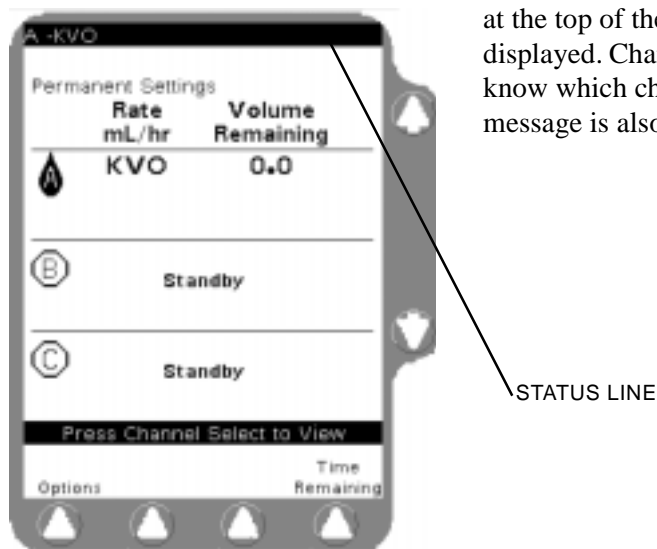 at the top of the
displayed. Cha
know which ch
message is also
A -KVO
Permanent Settings
Rate Volume
mL/hr Remaining
A KVO 0.0
B Standby
C Standby
STATUS LINE
Press Channel Select to View
Time
Options Remaining